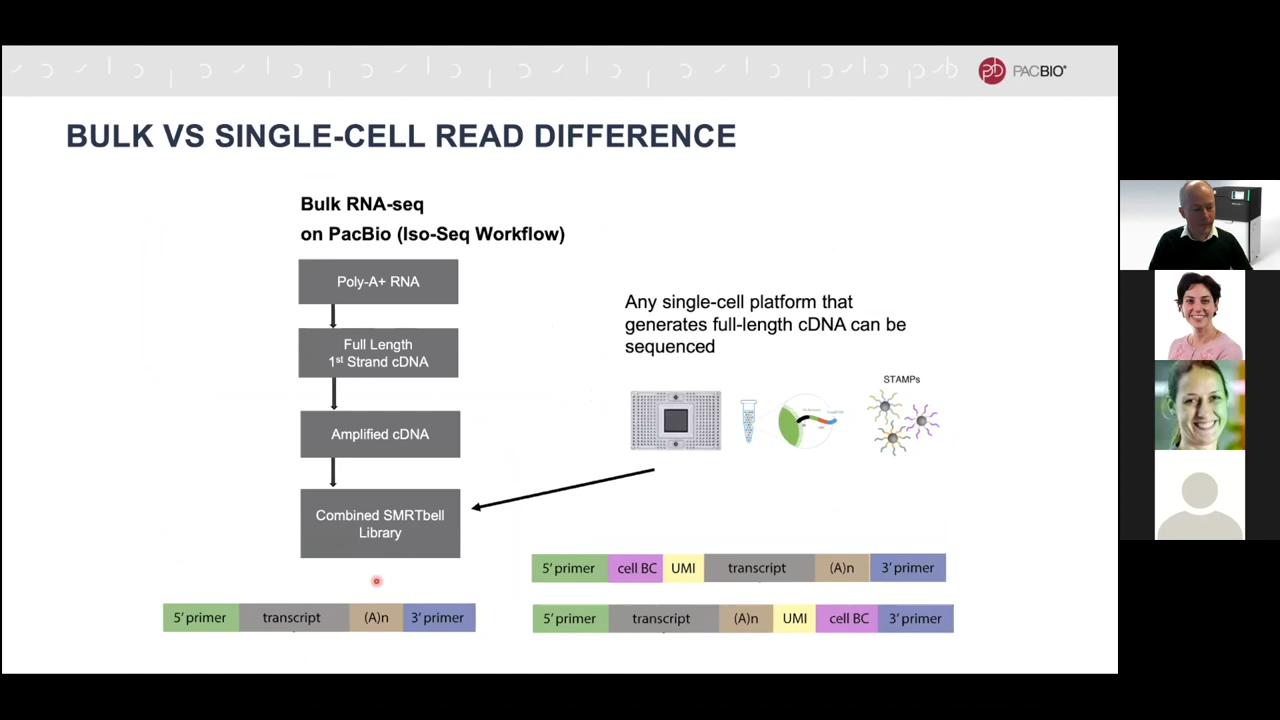 PACBIO®
BULK VS SINGLE-CELL READ DIFFERENCE
Bulk RNA-seq
on PacBio (Iso-Seq Workflow)
Poly-A+ RNA
Full Length
1st Strand cDNA
Amplified cDNA
Combined SMRTbell
Library
Any single-cell platform that
generates full-length cDNA can be
sequenced
STAMPs
5' primer cell BC UMI transcript (A)n 3' primer
5' primer transcript (A)n 3' primer
5' primer transcript (A)n UMI cell BC 3' primer